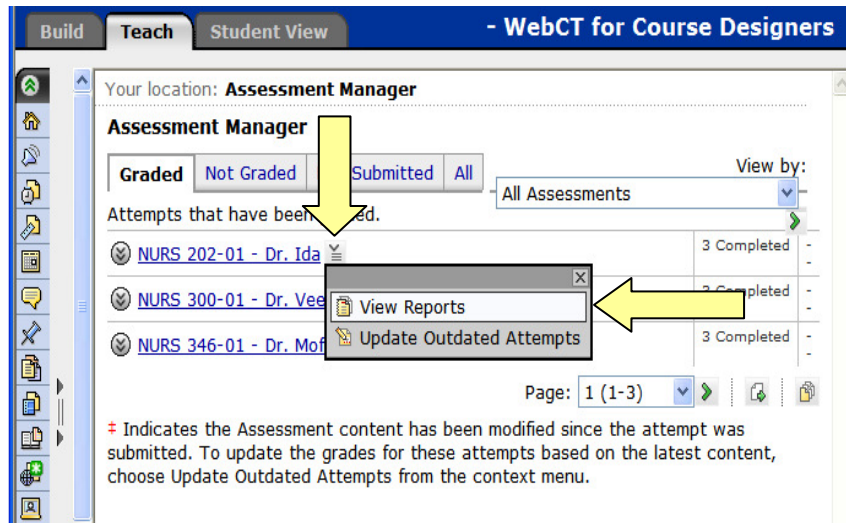 Build Teach Student View - WebCT for Course Designers
Your location: Assessment Manager
Assessment Manager
Graded Not Graded Submitted All
View by:
All Assessments
Attempts that have been
NURS 202-01 - Dr. Ida 3 Completed - -
NURS 300-01 - Dr. Vee 3 Completed - -
View Reports
Update Outdated Attempts
NURS 346-01 - Dr. Mof 3 Completed - -
Page: 1 (1-3)
‡ Indicates the Assessment content has been modified since the attempt was
submitted. To update the grades for these attempts based on the latest content,
choose Update Outdated Attempts from the context menu.